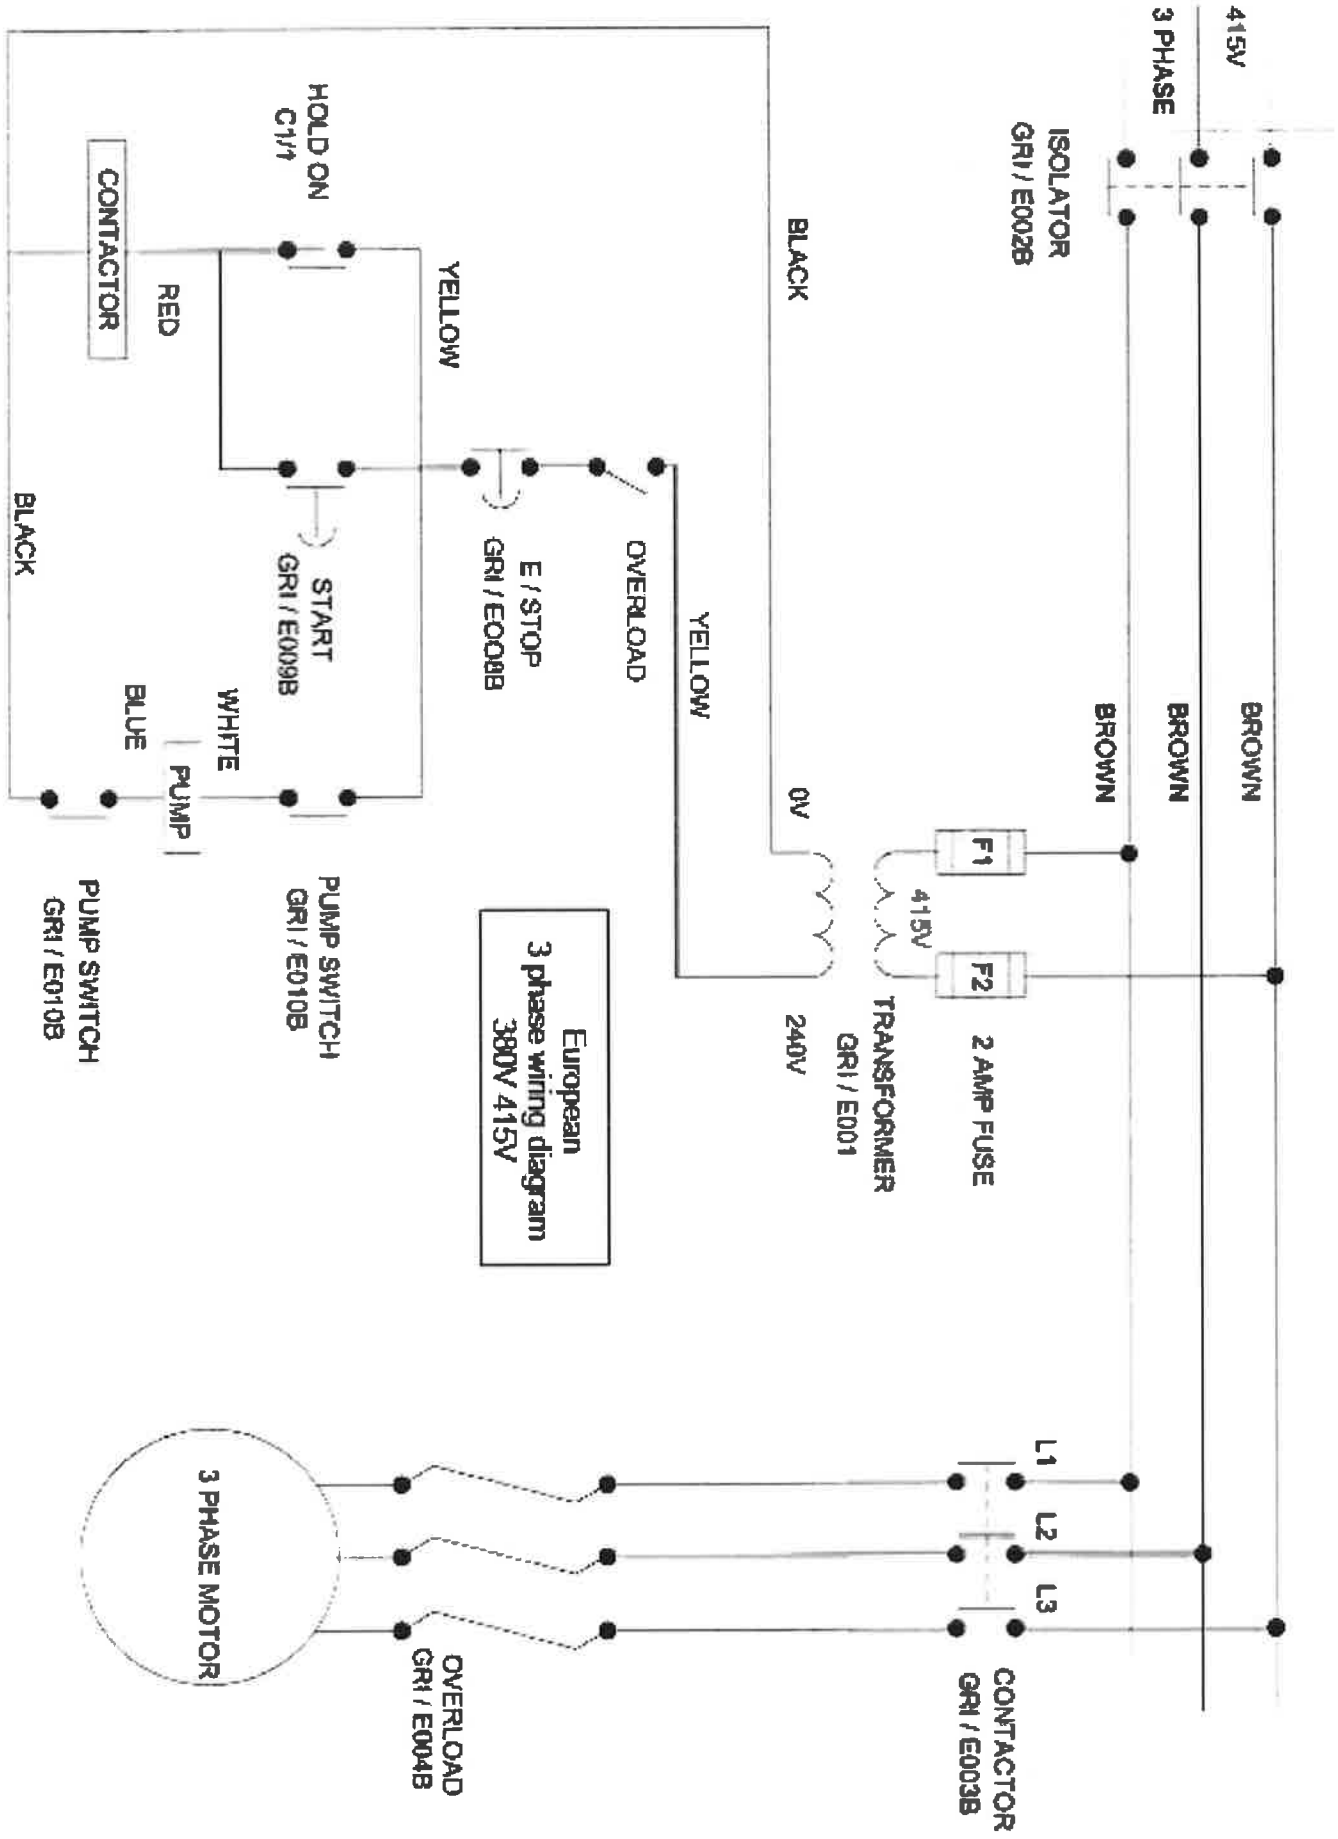 415V
3 PHASE
ISOLATOR
GRI / E002B
BROWN
BROWN
BROWN
L1
L2
L3
CONTACTOR
GRI / E003B
F1
F2
2 AMP FUSE
415V
TRANSFORMER
GRI / E001
BLACK
0V
240V
YELLOW
OVERLOAD
E / STOP
GRI / EOO8B
European
3 phase wiring diagram
380V 415V
YELLOW
HOLD ON
C1/1
START
GRI / E009B
PUMP SWITCH
GRI / E010B
RED
CONTACTOR
WHITE
PUMP
BLUE
PUMP SWITCH
GRI / E010B
BLACK
OVERLOAD
GRI / E004B
3 PHASE MOTOR